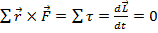 ∑ r⃗ × F⃗ = ∑ τ = dL⃗/dt = 0